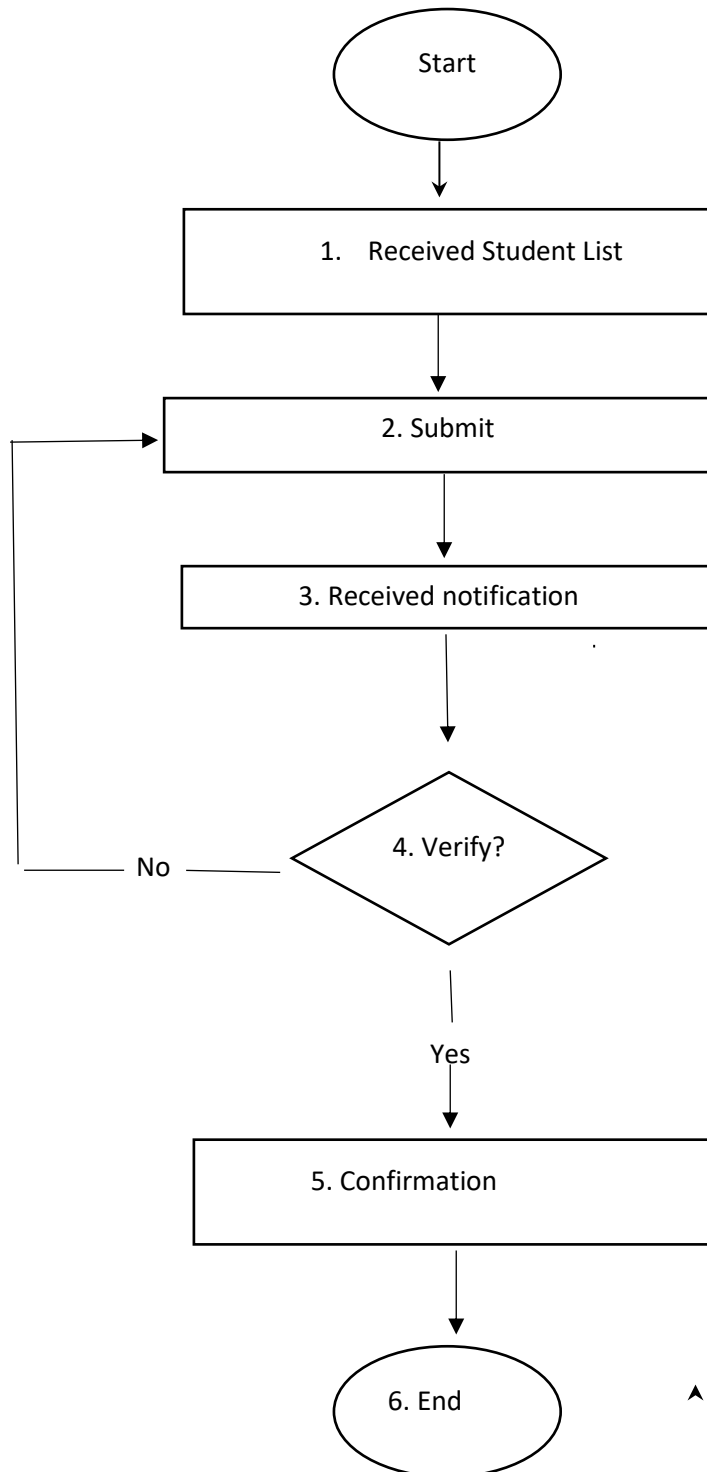 Start
1. Received Student List
2. Submit
3. Received notification
4. Verify?
No
Yes
5. Confirmation
6. End